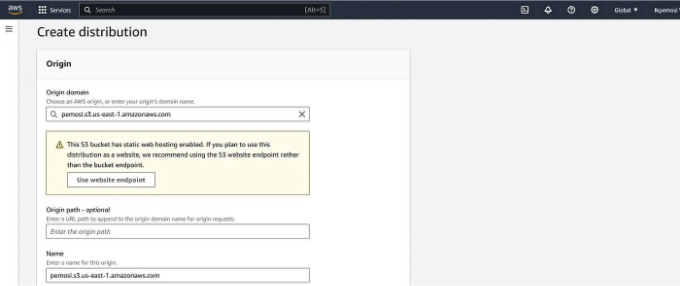 aws
Services
Search
[Alt+S]
Global
Create distribution
Origin
Origin domain
Choose an AWS origin, or enter your origin's domain name.
pemosi.s3.us-east-1.amazonaws.com
This S3 bucket has static web hosting enabled. If you plan to use this
distribution as a website, we recommend using the S3 website endpoint rather
than the bucket endpoint.
Use website endpoint
Origin path - optional
Enter a URL path to append to the origin domain name for origin requests.
Enter the origin path
Name
Enter a name for this origin.
pemosi.s3.us-east-1.amazonaws.com